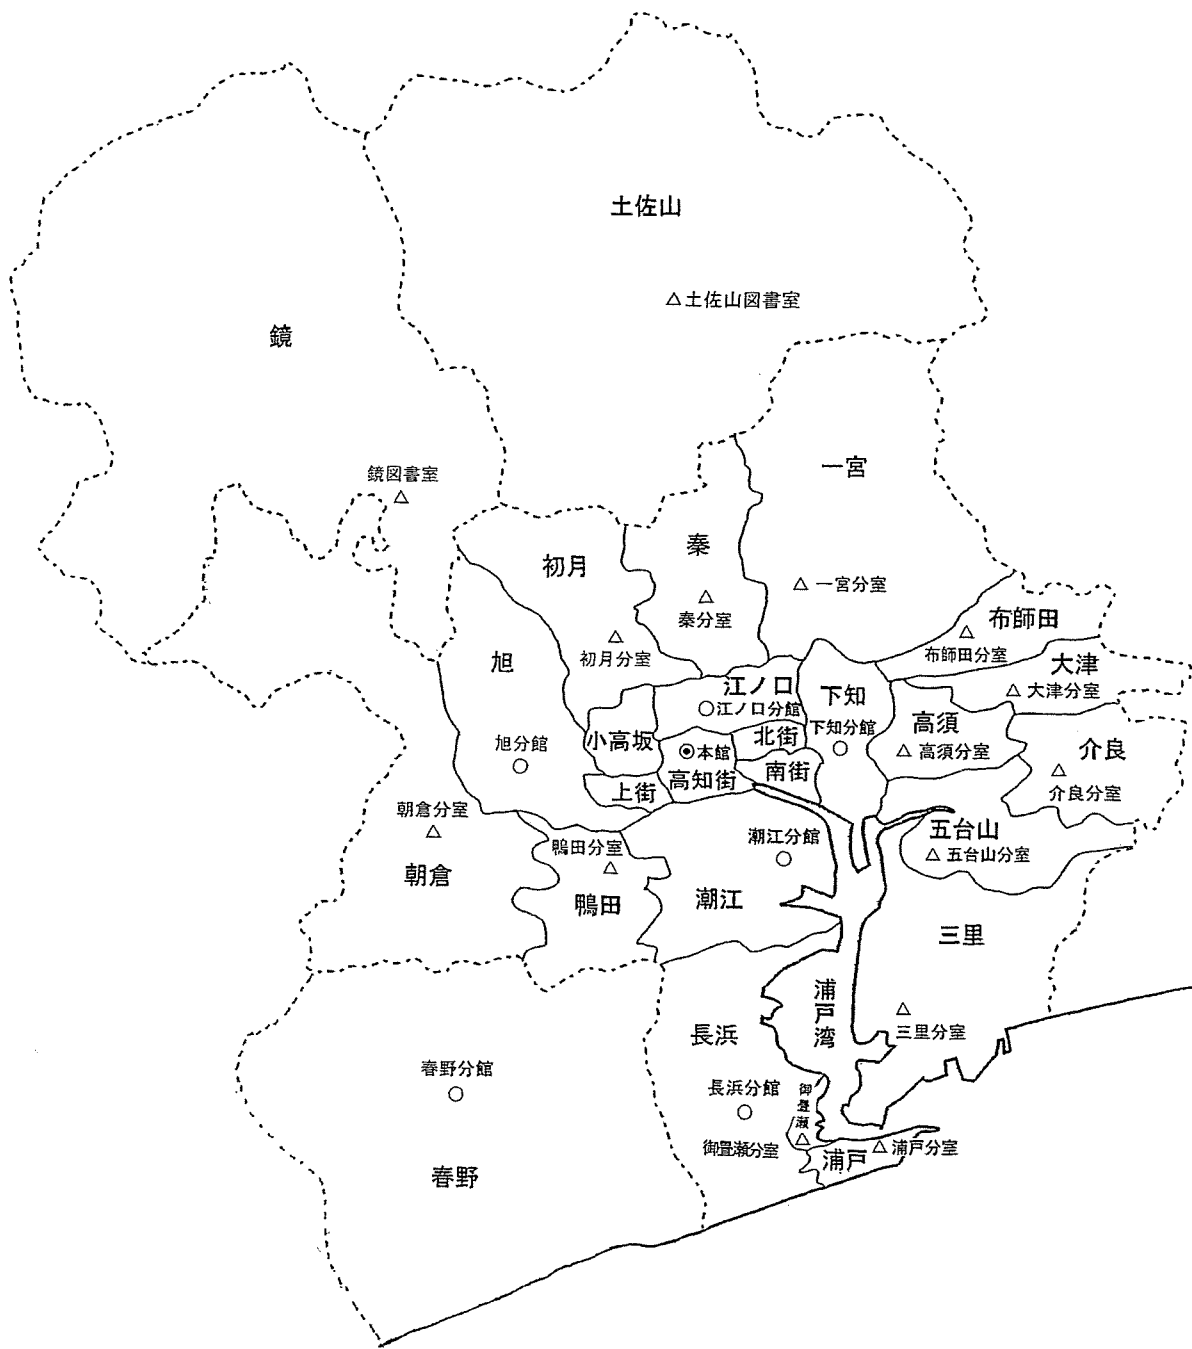 土佐山
△土佐山図書室
鏡
鏡図書室
△
一宮
△ 一宮分室
秦
△
秦分室
初月
△
初月分室
布師田
△
布師田分室
大津
△ 大津分室
旭
旭分館
○
江ノ口
○江ノ口分館
下知
下知分館
○
高須
△ 高須分室
介良
△
介良分室
小高坂
北街
◉本館
高知街
南街
上街
朝倉分室
△
朝倉
鴨田分室
△
鴨田
潮江分館
○
潮江
五台山
△ 五台山分室
三里
△
三里分室
浦戸湾
長浜
長浜分館
○
御畳瀬
△
御畳瀬分室
浦戸
△ 浦戸分室
春野分館
○
春野